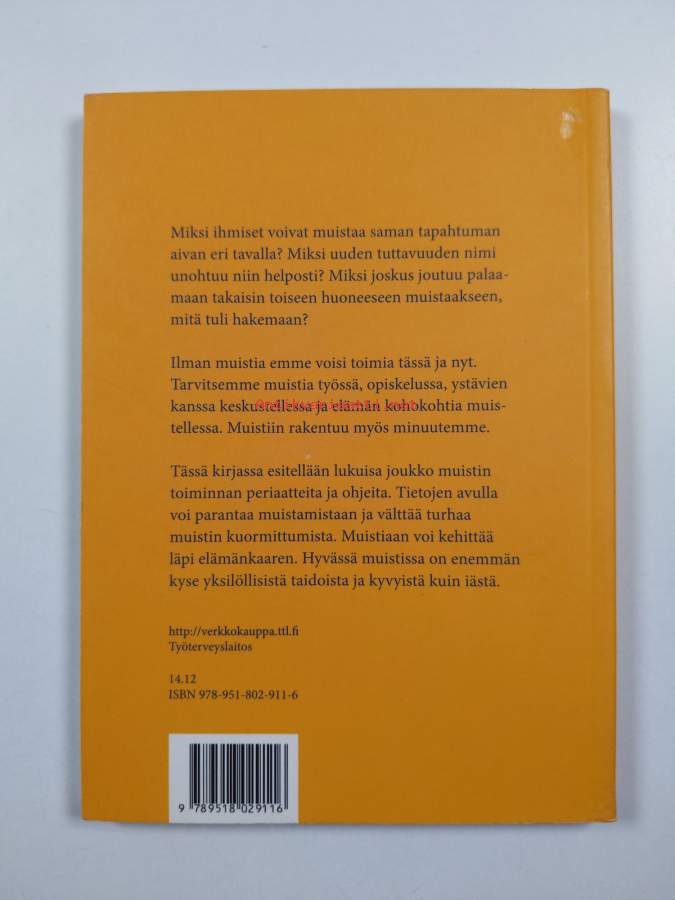 Miksi ihmiset voivat muistaa saman tapahtuman
aivan eri tavalla? Miksi uuden tuttavuuden nimi
unohtuu niin helposti? Miksi joskus joutuu palaa-
maan takaisin toiseen huoneeseen muistaakseen,
mitä tuli hakemaan?
Ilman muistia emme voisi toimia tässä ja nyt.
Tarvitsemme muistia työssä, opiskelussa, ystävien
kanssa keskustellessa ja elämän kohokohtia muis-
tellessa. Muistiin rakentuu myös minuutemme.
Tässä kirjassa esitellään lukuisa joukko muistin
toiminnan periaatteita ja ohjeita. Tietojen avulla
voi parantaa muistamistaan ja välttää turhaa
muistin kuormittumista. Muistiaan voi kehittää
läpi elämänkaaren. Hyvässä muistissa on enemmän
kyse yksilöllisistä taidoista ja kyvyistä kuin iästä.
http://verkkokauppa.ttl.fi
Työterveyslaitos
14.12
ISBN 978-951-802-911-6
9 789518 029116